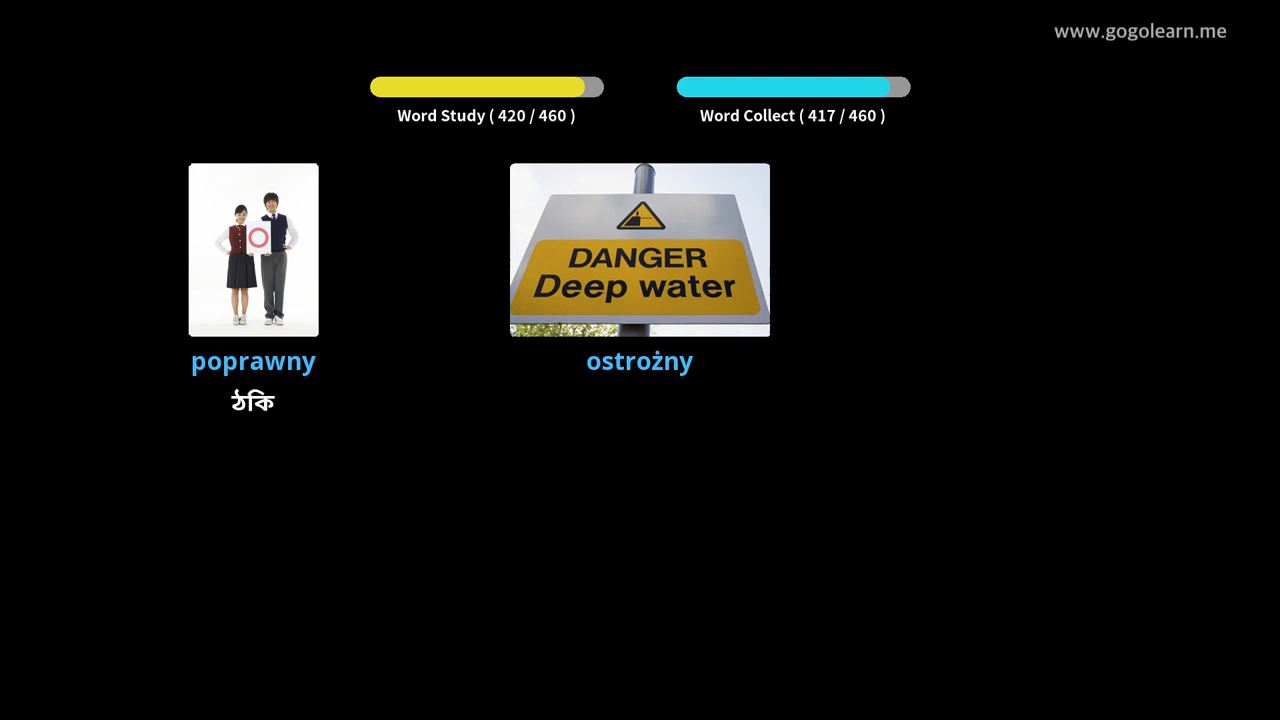 www.gogolearn.me
Word Study ( 420 / 460 )
Word Collect ( 417 / 460 )
DANGER
Deep water
poprawny
ostrożny
ঠিক